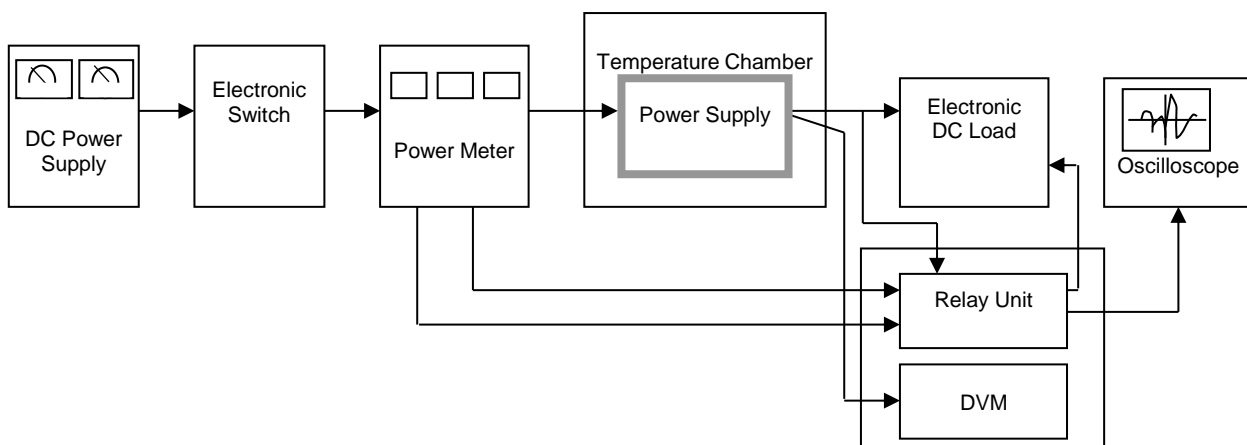 DC Power
Supply
Electronic
Switch
Power Meter
Temperature Chamber
Power Supply
Electronic
DC Load
Oscilloscope
Relay Unit
DVM